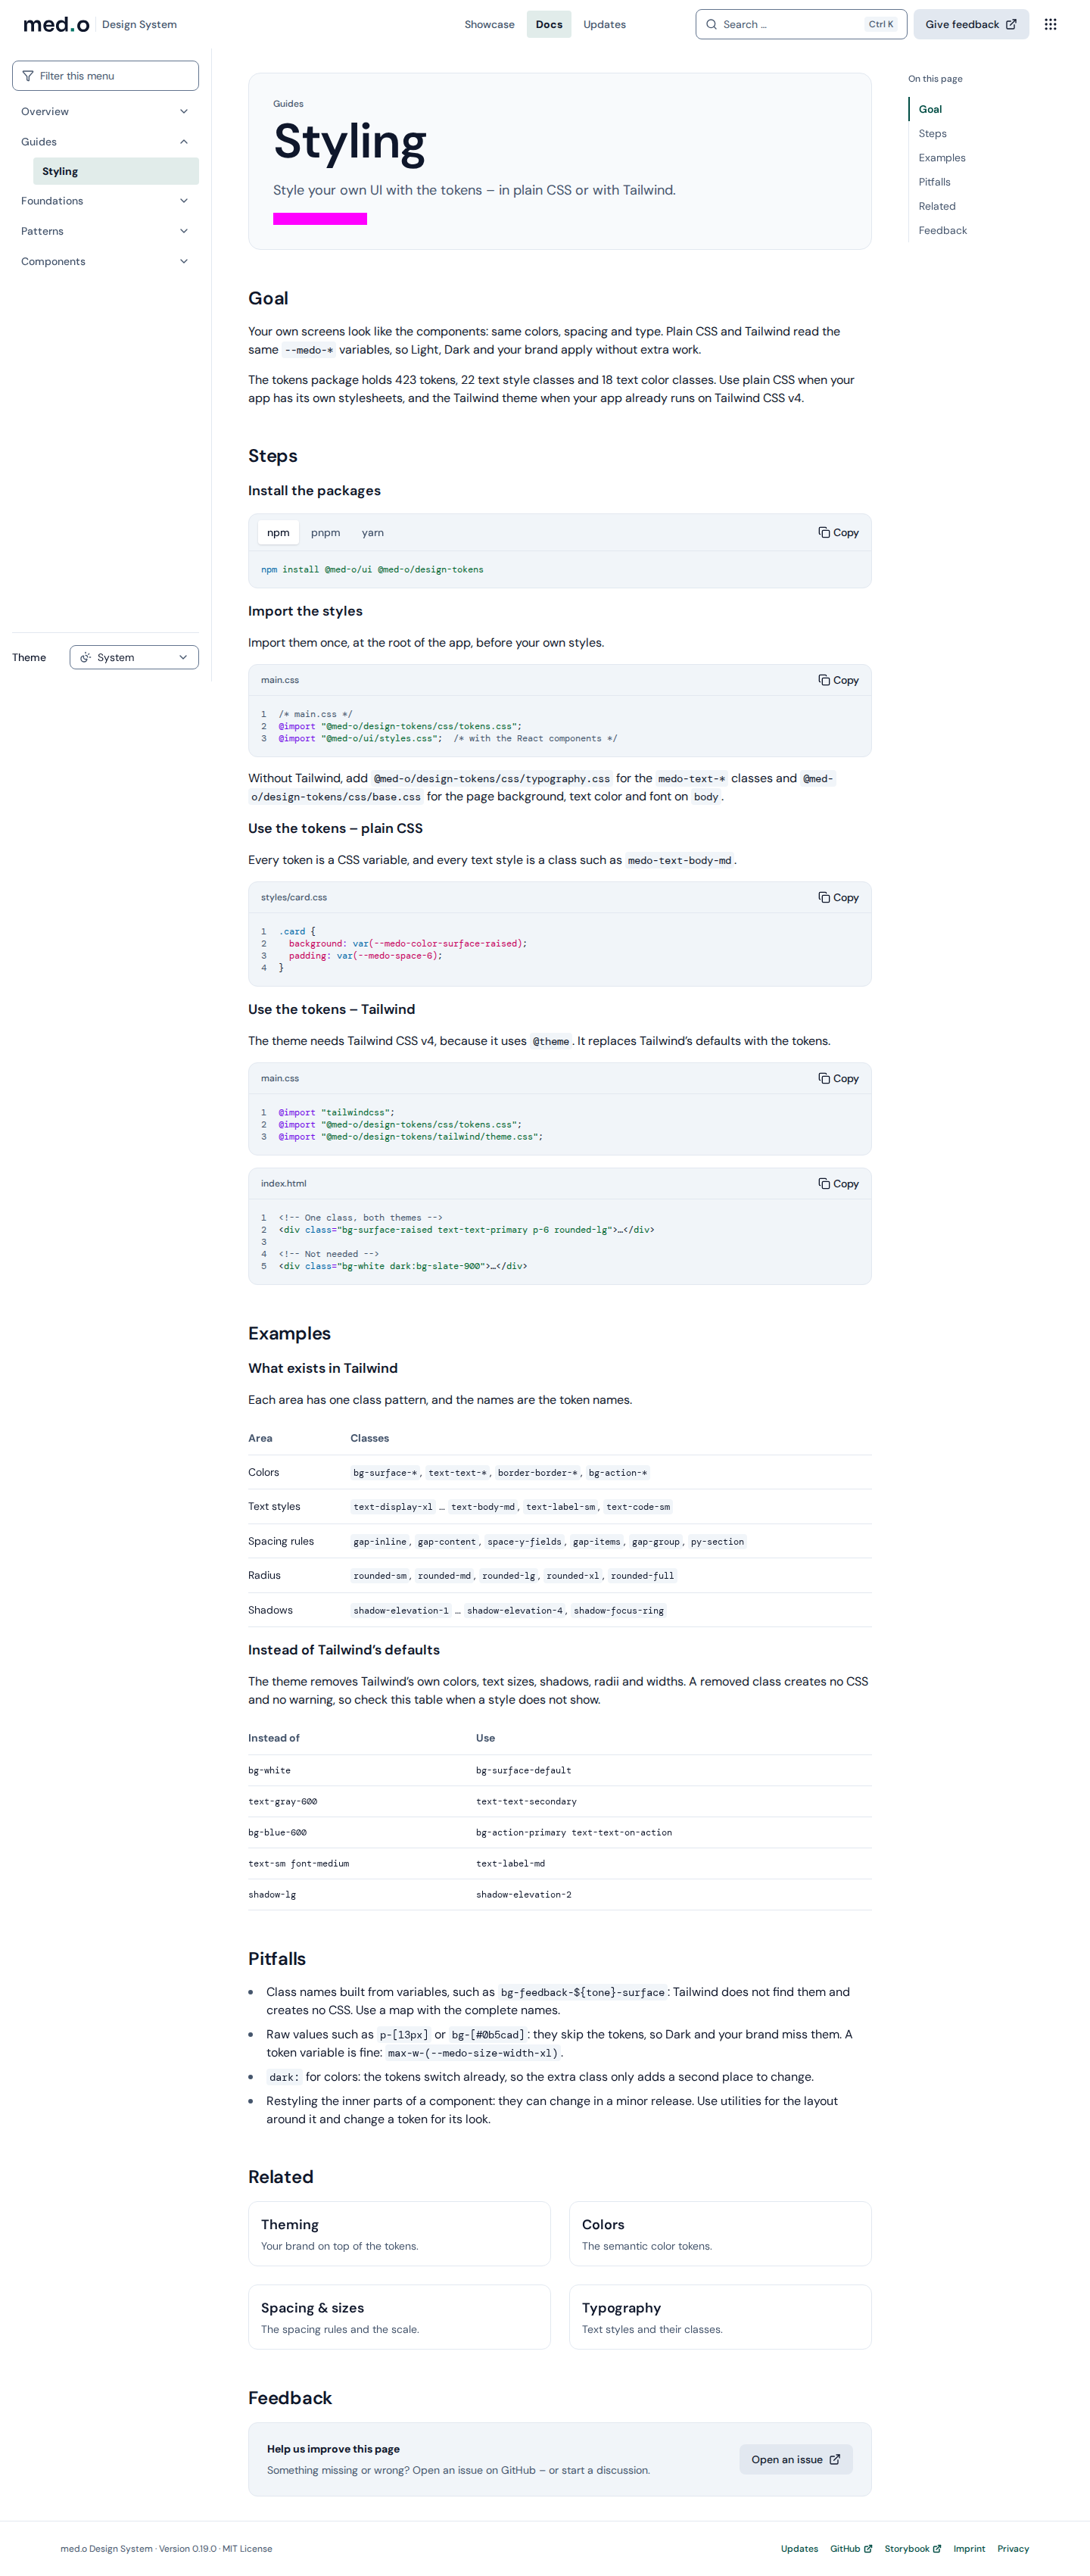 med.o Design System
Showcase
Docs
Updates
Search ...
Ctrl K
Give feedback
Filter this menu
Overview
Guides
Styling
Foundations
Patterns
Components
Theme
System
Guides
Styling
Style your own UI with the tokens – in plain CSS or with Tailwind.
On this page
Goal
Steps
Examples
Pitfalls
Related
Feedback
Goal
Your own screens look like the components: same colors, spacing and type. Plain CSS and Tailwind read the
same --medo-* variables, so Light, Dark and your brand apply without extra work.
The tokens package holds 423 tokens, 22 text style classes and 18 text color classes. Use plain CSS when your
app has its own stylesheets, and the Tailwind theme when your app already runs on Tailwind CSS v4.
Steps
Install the packages
npm pnpm yarn Copy
npm install @med-o/ui @med-o/design-tokens
Import the styles
Import them once, at the root of the app, before your own styles.
main.css Copy
1 /* main.css */
2 @import "@med-o/design-tokens/css/tokens.css";
3 @import "@med-o/ui/styles.css"; /* with the React components */
Without Tailwind, add @med-o/design-tokens/css/typography.css for the medo-text-* classes and @med-
o/design-tokens/css/base.css for the page background, text color and font on body.
Use the tokens – plain CSS
Every token is a CSS variable, and every text style is a class such as medo-text-body-md.
styles/card.css Copy
1 .card {
2 background: var(--medo-color-surface-raised);
3 padding: var(--medo-space-6);
4 }
Use the tokens – Tailwind
The theme needs Tailwind CSS v4, because it uses @theme. It replaces Tailwind’s defaults with the tokens.
main.css Copy
1 @import "tailwindcss";
2 @import "@med-o/design-tokens/css/tokens.css";
3 @import "@med-o/design-tokens/tailwind/theme.css";
index.html Copy
1 <!-- One class, both themes -->
2 <div class="bg-surface-raised text-text-primary p-6 rounded-lg">…</div>
3
4 <!-- Not needed -->
5 <div class="bg-white dark:bg-slate-900">…</div>
Examples
What exists in Tailwind
Each area has one class pattern, and the names are the token names.
Area Classes
Colors bg-surface-*, text-text-*, border-border-*, bg-action-*
Text styles text-display-xl … text-body-md, text-label-sm, text-code-sm
Spacing rules gap-inline, gap-content, space-y-fields, gap-items, gap-group, py-section
Radius rounded-sm, rounded-md, rounded-lg, rounded-xl, rounded-full
Shadows shadow-elevation-1 … shadow-elevation-4, shadow-focus-ring
Instead of Tailwind’s defaults
The theme removes Tailwind’s own colors, text sizes, shadows, radii and widths. A removed class creates no CSS
and no warning, so check this table when a style does not show.
Instead of Use
bg-white bg-surface-default
text-gray-600 text-text-secondary
bg-blue-600 bg-action-primary text-text-on-action
text-sm font-medium text-label-md
shadow-lg shadow-elevation-2
Pitfalls
Class names built from variables, such as bg-feedback-${tone}-surface: Tailwind does not find them and
creates no CSS. Use a map with the complete names.
Raw values such as p-[13px] or bg-[#0b5cad]: they skip the tokens, so Dark and your brand miss them. A
token variable is fine: max-w-(--medo-size-width-xl).
dark: for colors: the tokens switch already, so the extra class only adds a second place to change.
Restyling the inner parts of a component: they can change in a minor release. Use utilities for the layout
around it and change a token for its look.
Related
Theming
Your brand on top of the tokens.
Colors
The semantic color tokens.
Spacing & sizes
The spacing rules and the scale.
Typography
Text styles and their classes.
Feedback
Help us improve this page
Something missing or wrong? Open an issue on GitHub – or start a discussion.
Open an issue
med.o Design System · Version 0.19.0 · MIT License
Updates GitHub Storybook Imprint Privacy